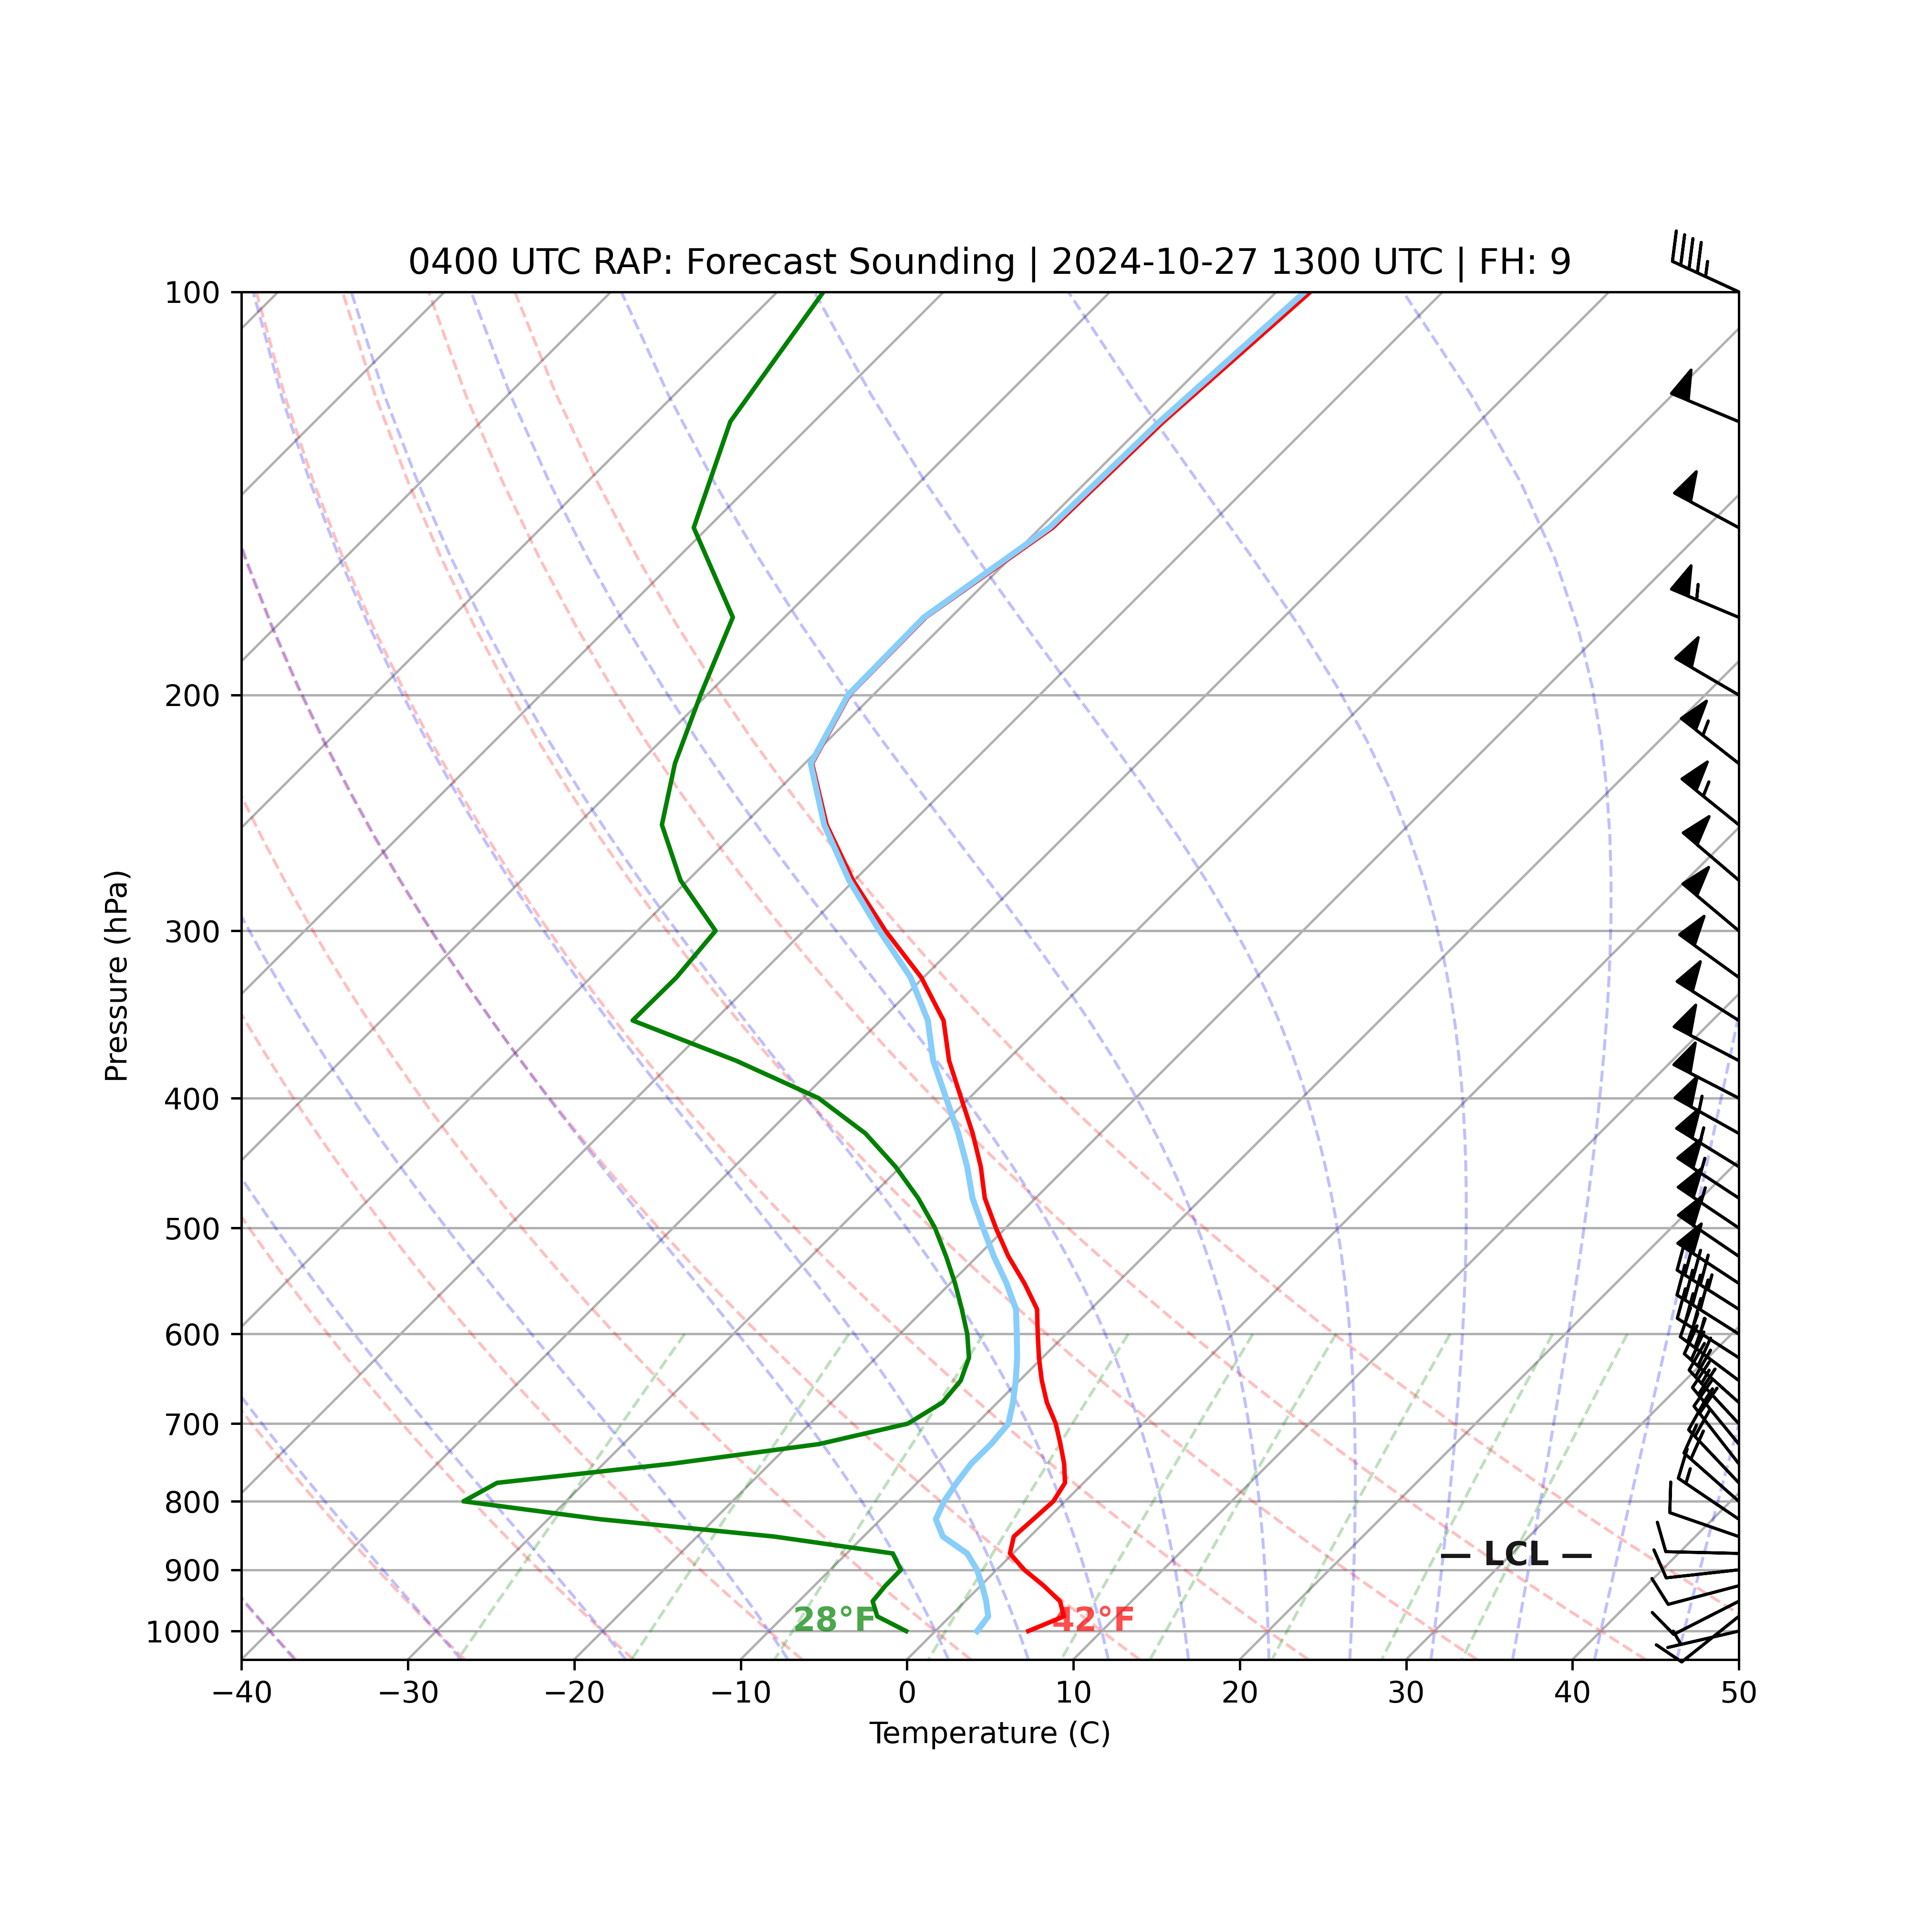 0400 UTC RAP: Forecast Sounding | 2024-10-27 1300 UTC | FH: 9
100
200
300
400
500
600
700
800
900
1000
Pressure (hPa)
— LCL —
28°F
42°F
−40 −30 −20 −10 0 10 20 30 40 50
Temperature (C)